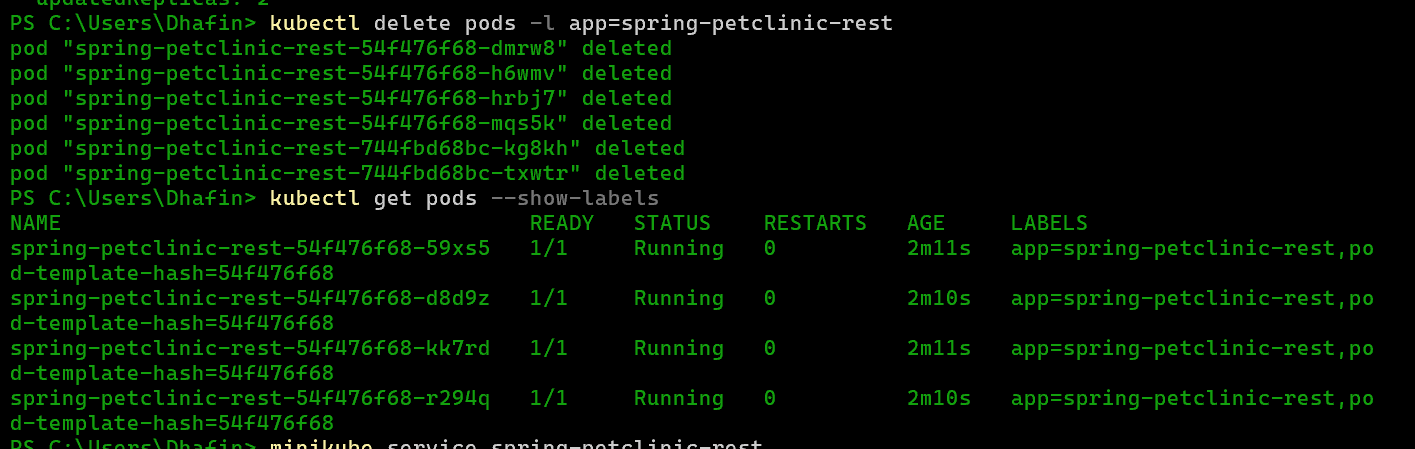 updatedReplicas: 2
PS C:\Users\Dhafin> kubectl delete pods -l app=spring-petclinic-rest
pod "spring-petclinic-rest-54f476f68-dmrw8" deleted
pod "spring-petclinic-rest-54f476f68-h6wmv" deleted
pod "spring-petclinic-rest-54f476f68-hrbj7" deleted
pod "spring-petclinic-rest-54f476f68-mqs5k" deleted
pod "spring-petclinic-rest-744fbd68bc-kg8kh" deleted
pod "spring-petclinic-rest-744fbd68bc-txwtr" deleted
PS C:\Users\Dhafin> kubectl get pods --show-labels
NAME READY STATUS RESTARTS AGE LABELS
spring-petclinic-rest-54f476f68-59xs5 1/1 Running 0 2m11s app=spring-petclinic-rest,po
d-template-hash=54f476f68
spring-petclinic-rest-54f476f68-d8d9z 1/1 Running 0 2m10s app=spring-petclinic-rest,po
d-template-hash=54f476f68
spring-petclinic-rest-54f476f68-kk7rd 1/1 Running 0 2m11s app=spring-petclinic-rest,po
d-template-hash=54f476f68
spring-petclinic-rest-54f476f68-r294q 1/1 Running 0 2m10s app=spring-petclinic-rest,po
d-template-hash=54f476f68
PS C:\Users\Dhafin> minikube service spring-petclinic-rest